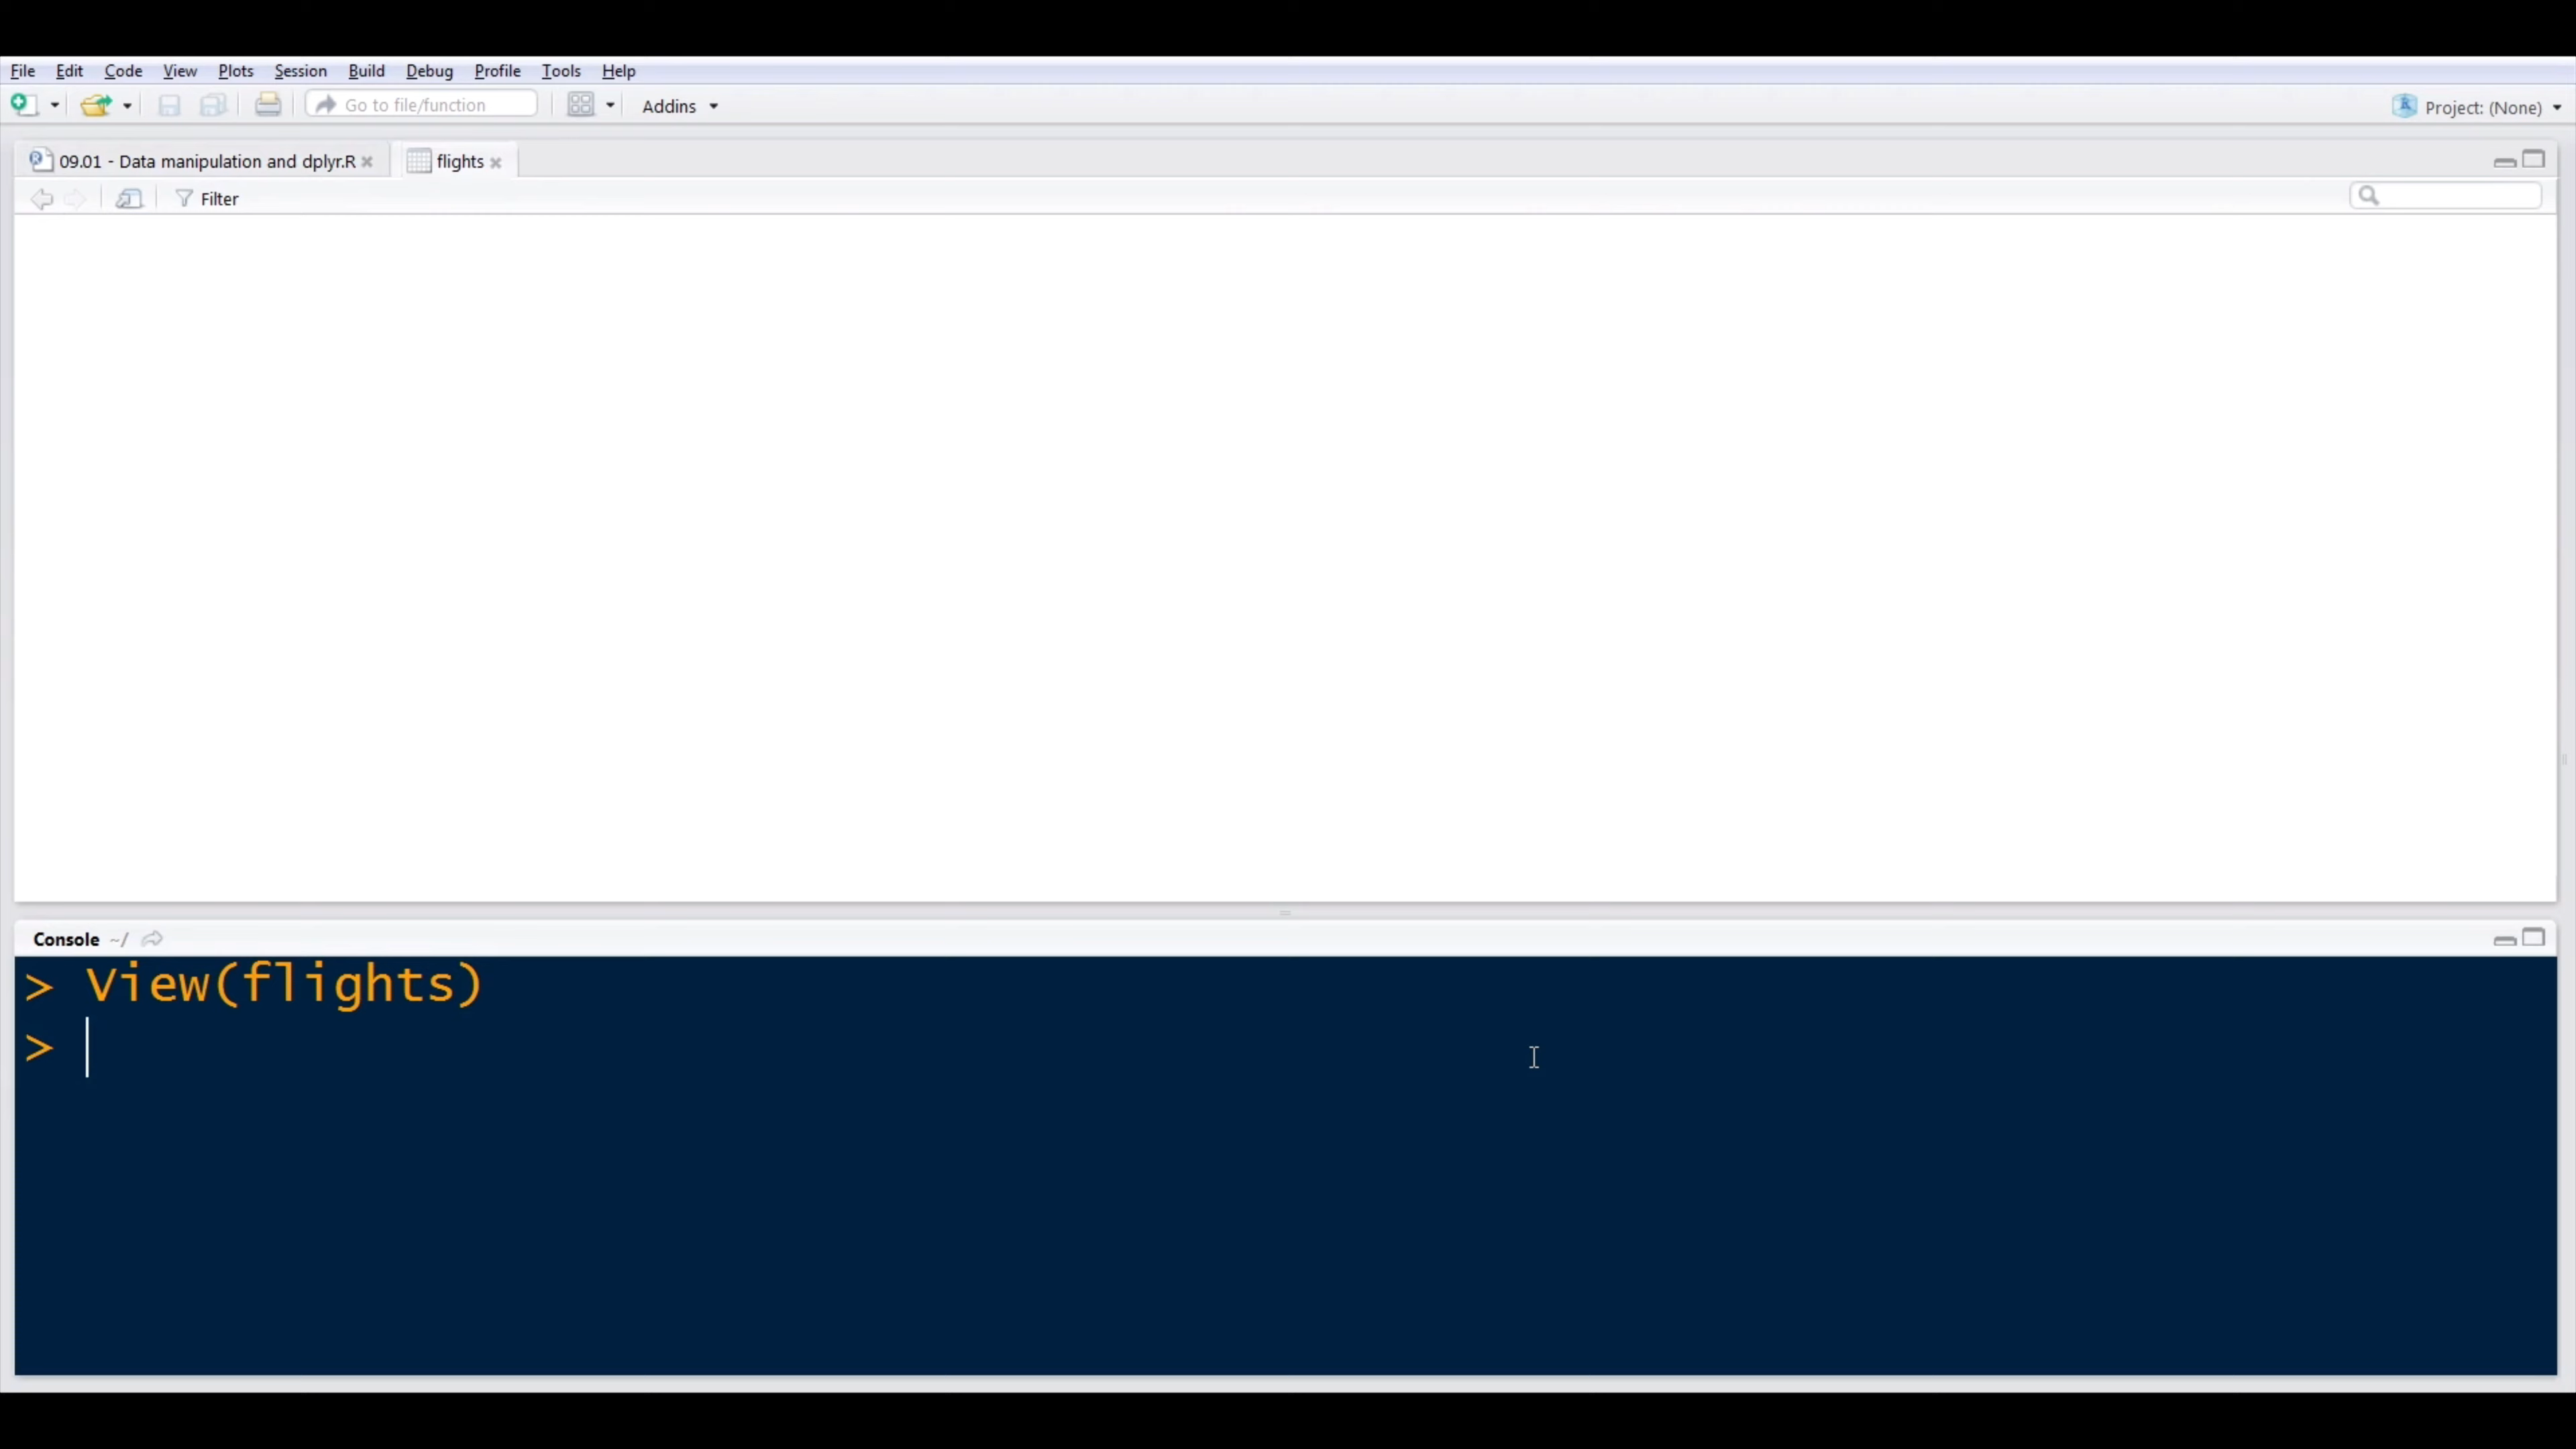 File Edit Code View Plots Session Build Debug Profile Tools Help
Go to file/function Addins Project: (None)
09.01 - Data manipulation and dplyr.R flights
Filter
Console ~/
> View(flights)
>